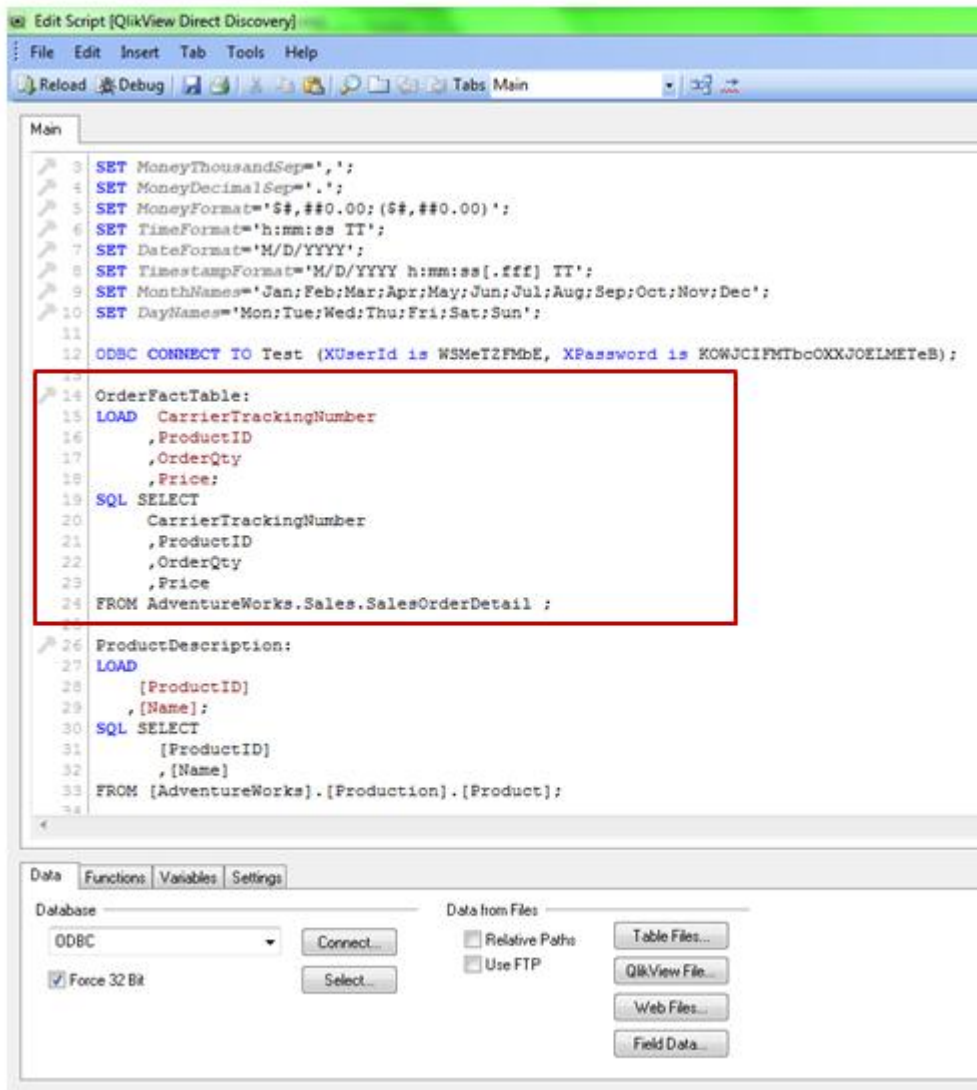 Edit Script [QlikView Direct Discovery]
File Edit Insert Tab Tools Help
Reload Debug Tabs Main
Main
3 SET MoneyThousandSep=',';
4 SET MoneyDecimalSep='.';
5 SET MoneyFormat='$#,##0.00;($#,##0.00)';
6 SET TimeFormat='h:mm:ss TT';
7 SET DateFormat='M/D/YYYY';
8 SET TimestampFormat='M/D/YYYY h:mm:ss[.fff] TT';
9 SET MonthNames='Jan;Feb;Mar;Apr;May;Jun;Jul;Aug;Sep;Oct;Nov;Dec';
10 SET DayNames='Mon;Tue;Wed;Thu;Fri;Sat;Sun';
11
12 ODBC CONNECT TO Test (XUserId is WSMeTZFMbE, XPassword is KOWJCIFMTbcOXXJOELMETeB);
13
14 OrderFactTable:
15 LOAD CarrierTrackingNumber
16 ,ProductID
17 ,OrderQty
18 ,Price;
19 SQL SELECT
20 CarrierTrackingNumber
21 ,ProductID
22 ,OrderQty
23 ,Price
24 FROM AdventureWorks.Sales.SalesOrderDetail ;
25
26 ProductDescription:
27 LOAD
28 [ProductID]
29 ,[Name];
30 SQL SELECT
31 [ProductID]
32 ,[Name]
33 FROM [AdventureWorks].[Production].[Product];
34
Data Functions Variables Settings
Database Data from Files
ODBC Connect... Relative Paths Table Files...
Force 32 Bit Select... Use FTP QlikView File...
Web Files...
Field Data...